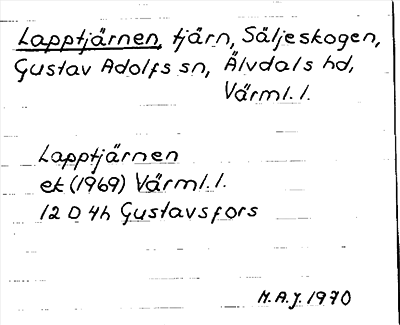 Lapptjärnen, tjärn, Säljeskogen,
Gustav Adolfs sn, Älvdals hd,
Värml. l.
Lapptjärnen
ek (1969) Värml. l.
12 D 4h Gustavsfors
H.A.J. 1970